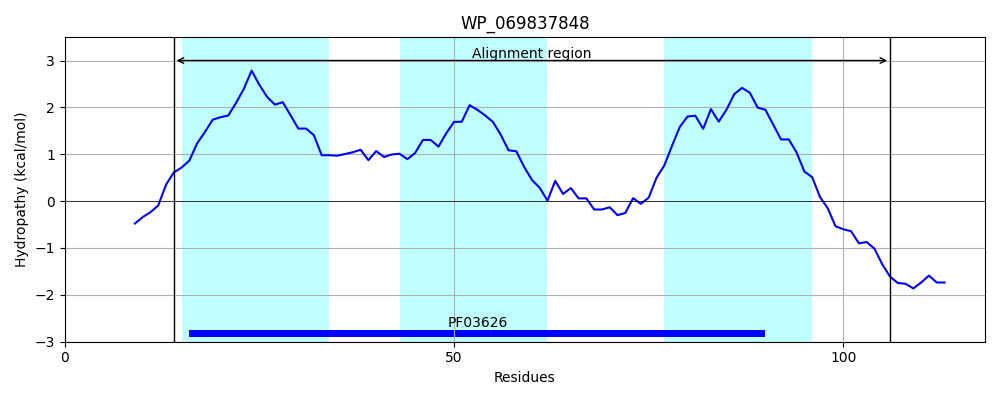 WP_069837848
Alignment region
Hydropathy (kcal/mol)
3
2
1
0
−1
−2
−3
PF03626
0
50
100
Residues